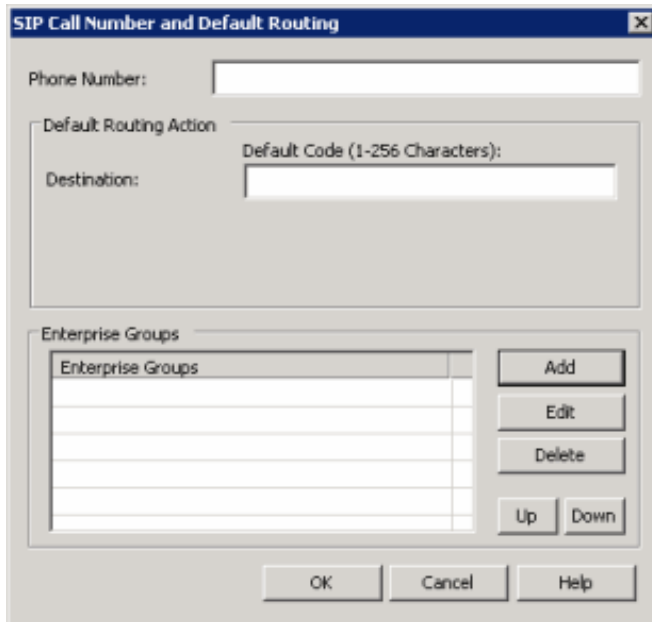 SIP Call Number and Default Routing
Phone Number:
Default Routing Action
Default Code (1-256 Characters):
Destination:
Enterprise Groups
Enterprise Groups
Add
Edit
Delete
Up Down
OK Cancel Help